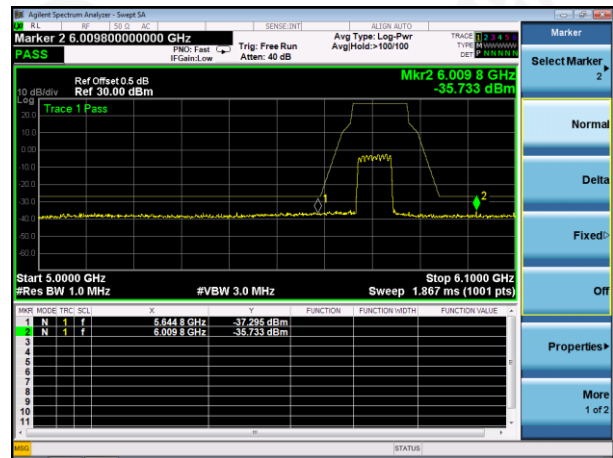 Agilent Spectrum Analyzer - Swept SA
RL RF 50 Ω AC SENSE:INT ALIGN AUTO
Marker 2 6.009800000000 GHz
PNO: Fast
IFGain:Low
Trig: Free Run
Atten: 40 dB
Avg Type: Log-Pwr
Avg|Hold:>100/100
TRACE 1 2 3 4 5 6
TYPE M W W W W W
DET P N N N N N
PASS
Ref Offset 0.5 dB
Ref 30.00 dBm
10 dB/div
Log
Mkr2 6.009 8 GHz
-35.733 dBm
Trace 1 Pass
20.0
10.0
0.00
-10.0
-20.0
-30.0
-40.0
-50.0
-60.0
1
2
Start 5.0000 GHz
Stop 6.1000 GHz
#Res BW 1.0 MHz
#VBW 3.0 MHz
Sweep 1.867 ms (1001 pts)
MKR MODE TRC SCL X Y FUNCTION FUNCTION WIDTH FUNCTION VALUE
1 N 1 f 5.644 8 GHz -37.295 dBm
2 N 1 f 6.009 8 GHz -35.733 dBm
3
4
5
6
7
8
9
10
11
MSG
STATUS
Marker
Select Marker
2
Normal
Delta
Fixed
Off
Properties
More
1 of 2